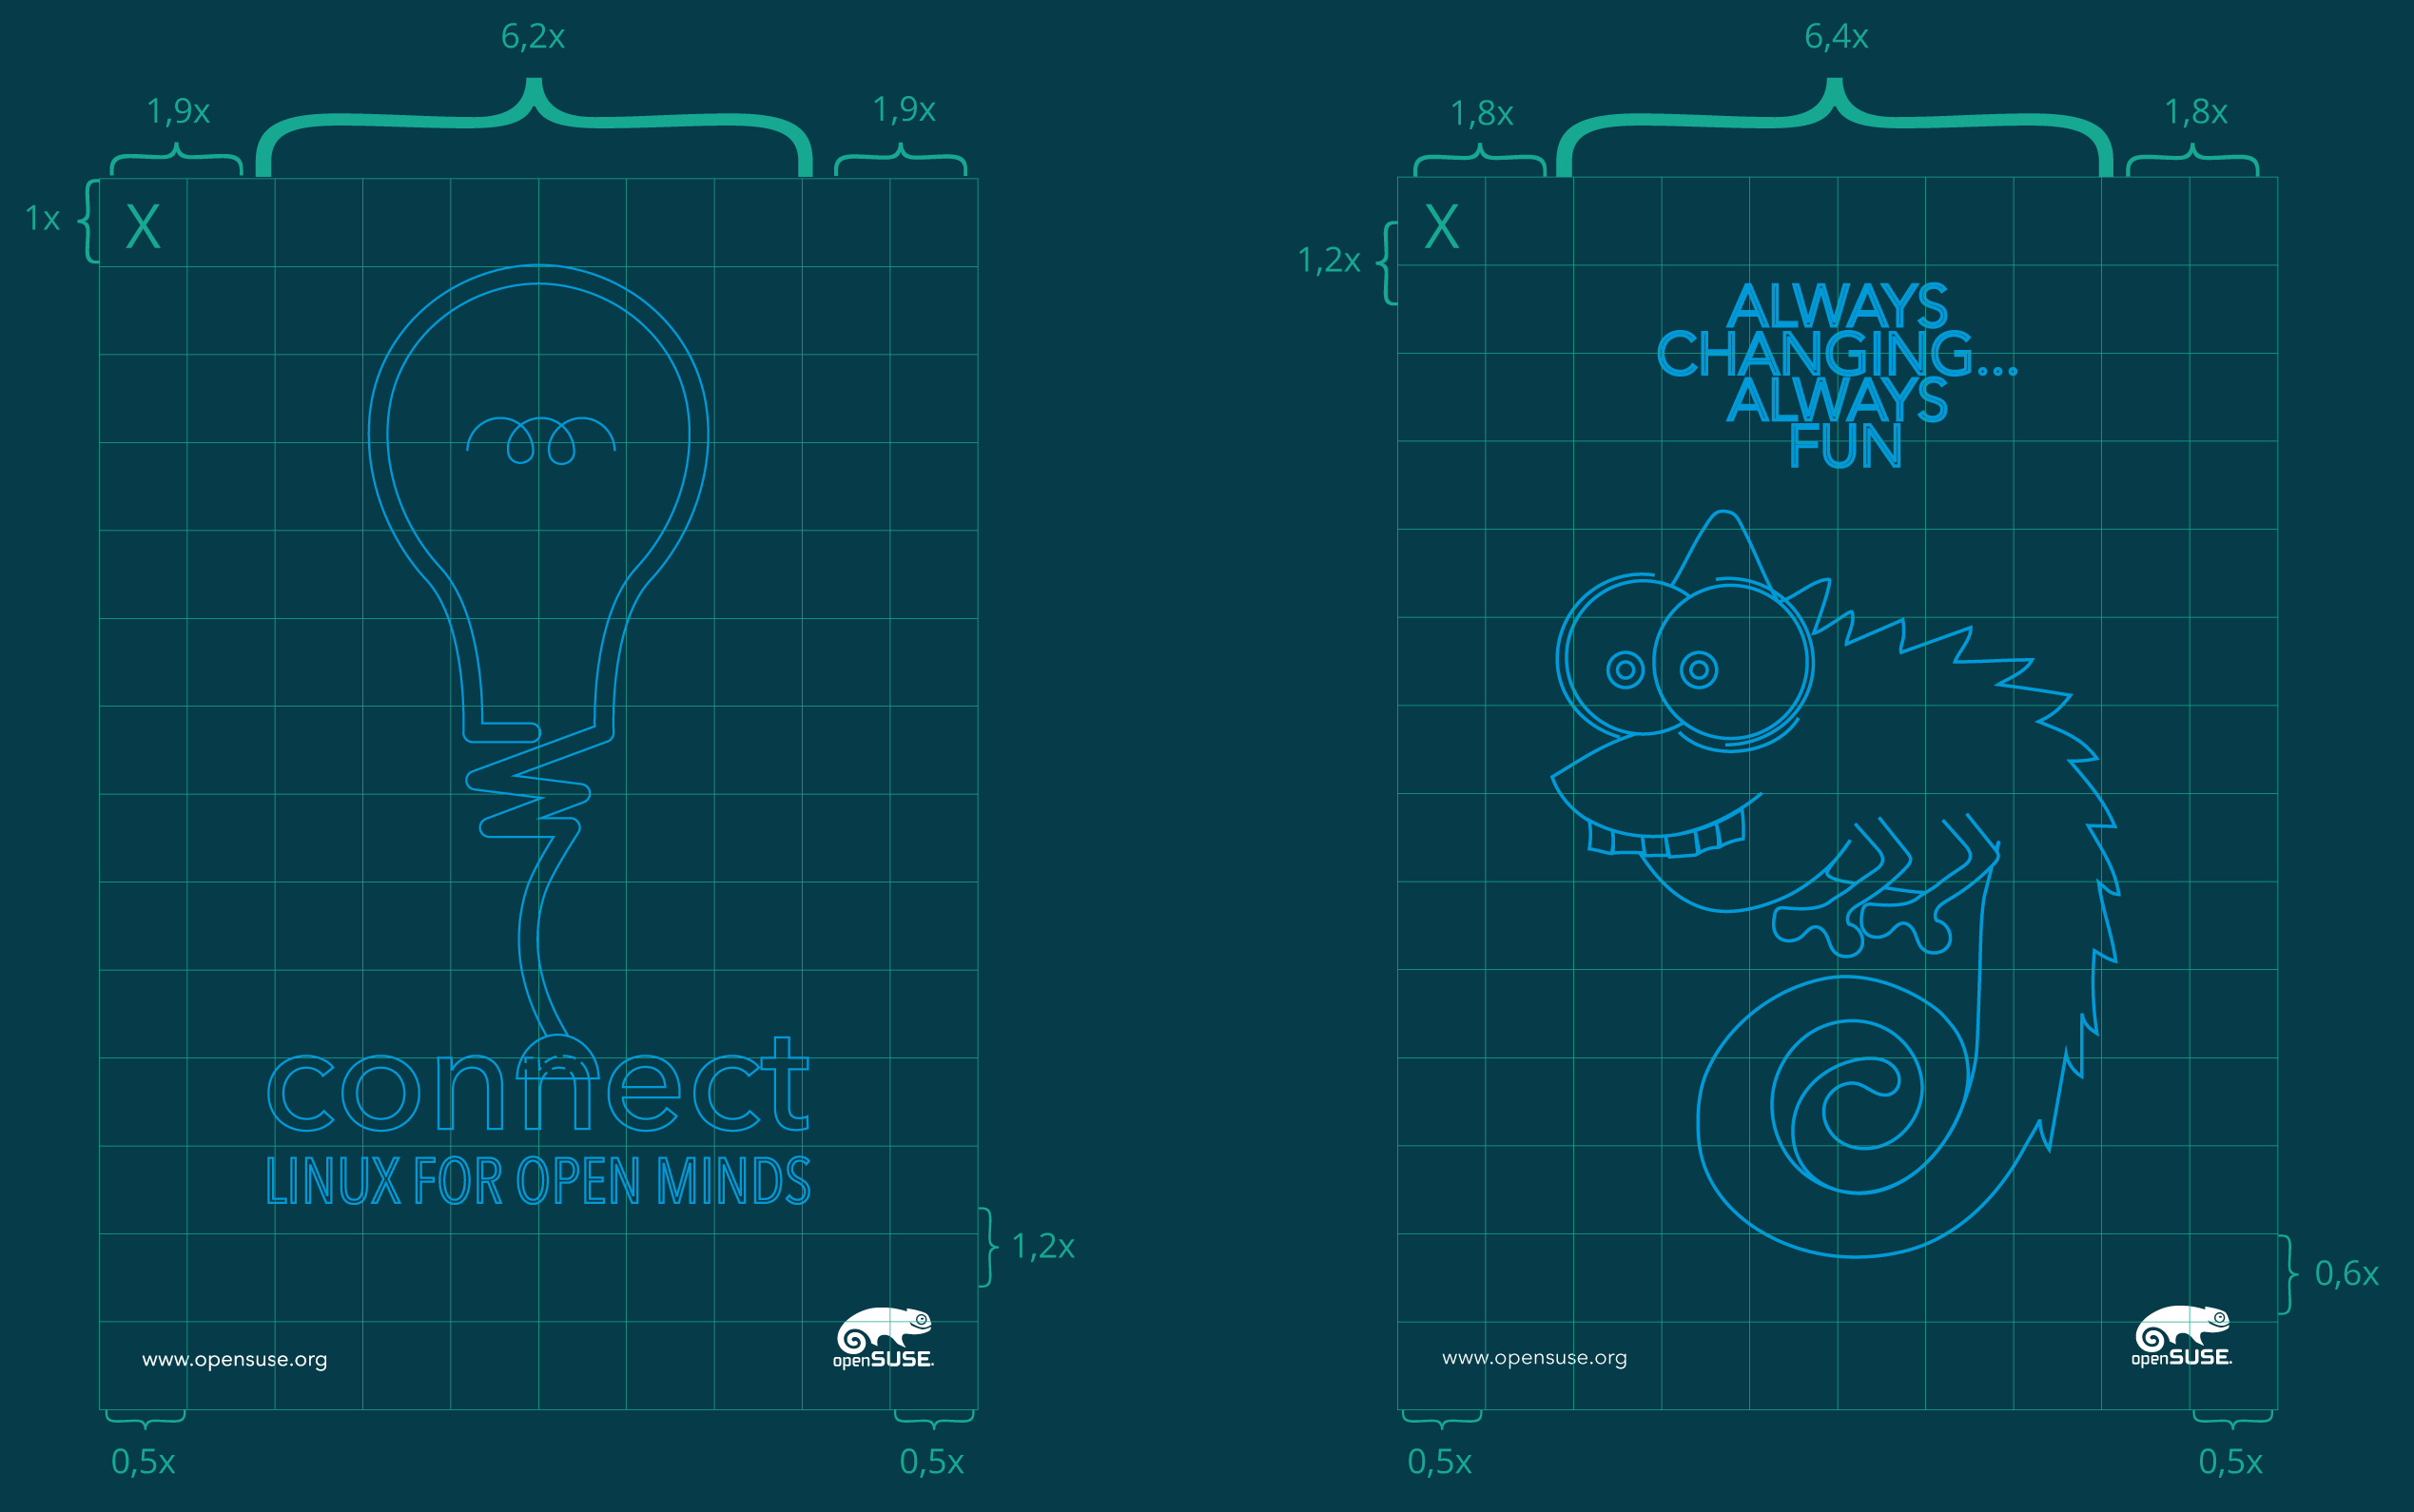 6,2x
1,9x
1,9x
1x
X
connect
LINUX FOR OPEN MINDS
1,2x
www.opensuse.org
openSUSE.
0,5x
0,5x
6,4x
1,8x
1,8x
1,2x
X
ALWAYS
CHANGING...
ALWAYS
FUN
0,6x
www.opensuse.org
openSUSE.
0,5x
0,5x